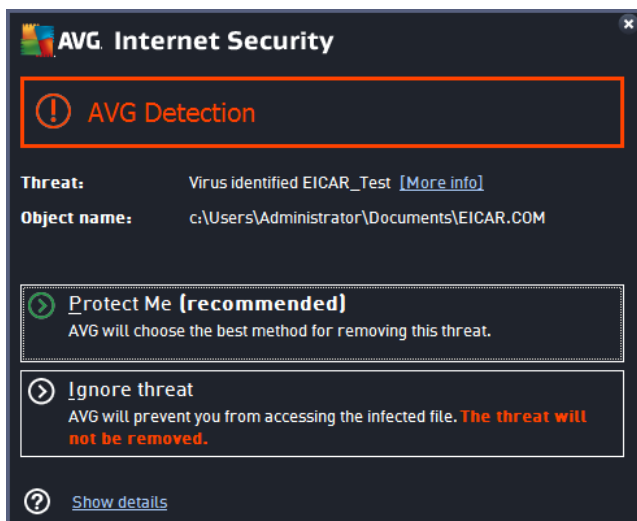 AVG. Internet Security
AVG Detection
Threat: Virus identified EICAR_Test [More info]
Object name: c:\Users\Administrator\Documents\EICAR.COM
Protect Me (recommended)
AVG will choose the best method for removing this threat.
Ignore threat
AVG will prevent you from accessing the infected file. The threat will
not be removed.
Show details